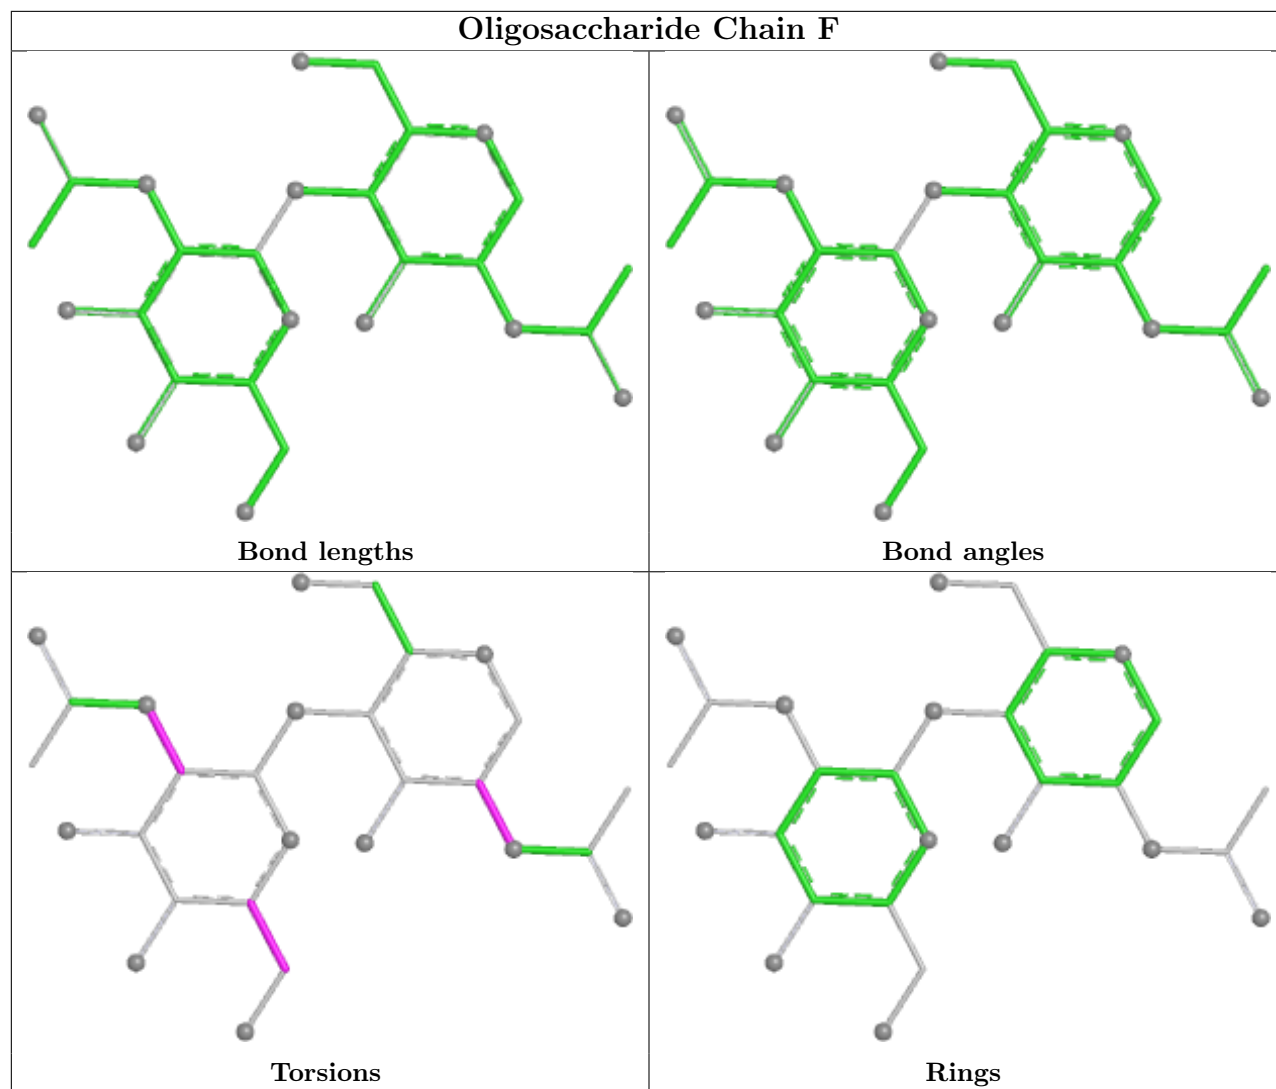 Oligosaccharide Chain F
Bond lengths
Bond angles
Torsions
Rings